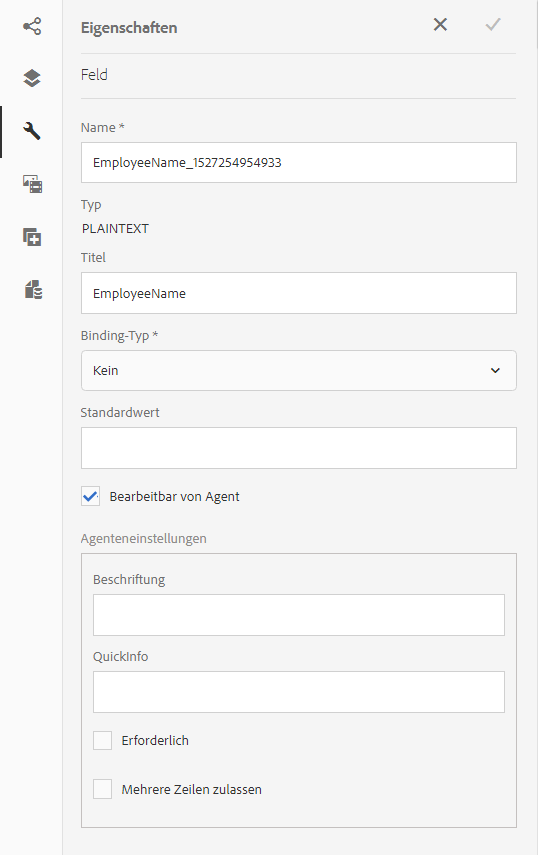 Eigenschaften
Feld
Name *
EmployeeName_1527254954933
Typ
PLAINTEXT
Titel
EmployeeName
Binding-Typ *
Kein
Standardwert
Bearbeitbar von Agent
Agenteneinstellungen
Beschriftung
QuickInfo
Erforderlich
Mehrere Zeilen zulassen